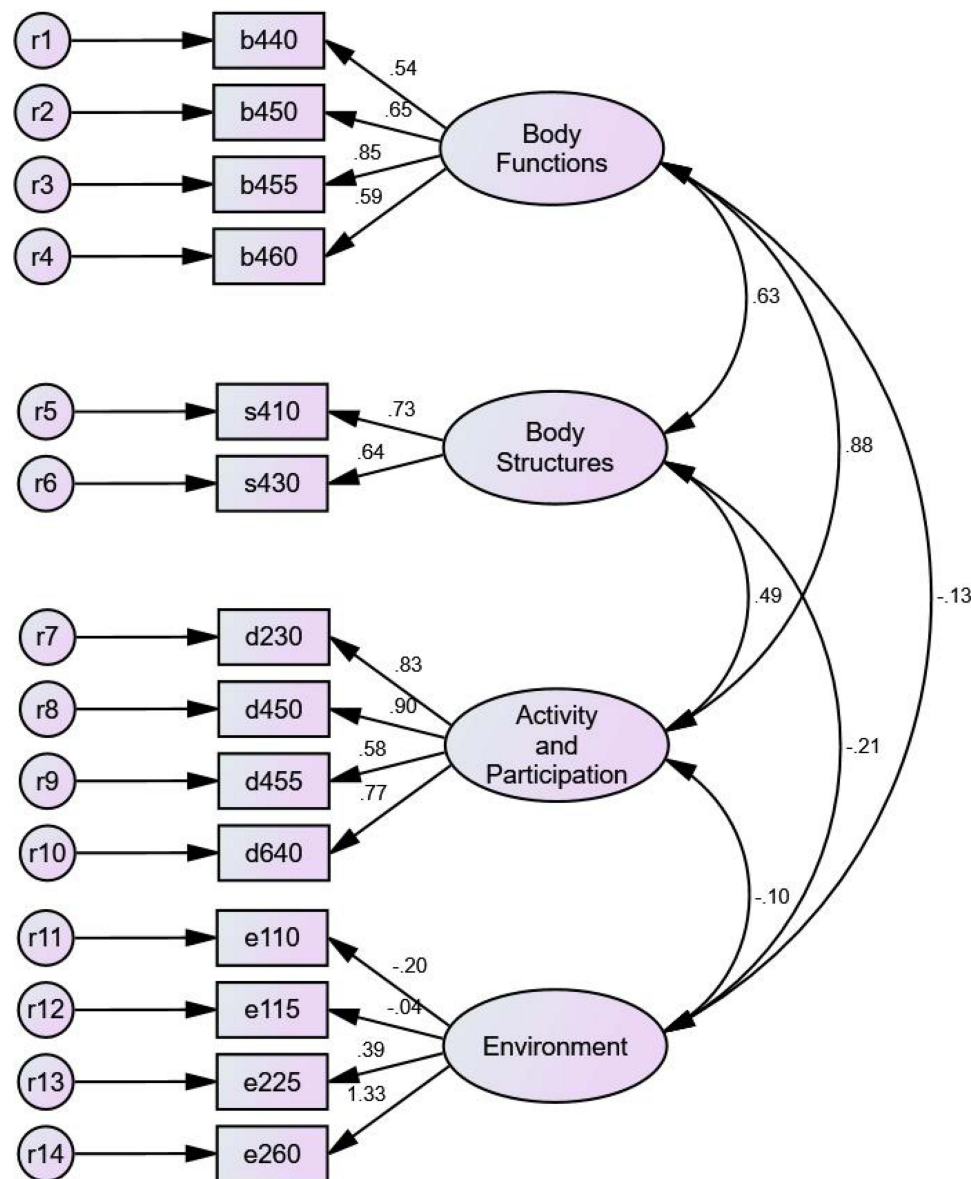 r1
b440
.54
r2
b450
.65
Body
Functions
r3
b455
.85
r4
b460
.59
.63
r5
s410
.73
Body
Structures
.88
r6
s430
.64
.49
-.13
r7
d230
.83
r8
d450
.90
Activity
and
Participation
-.21
r9
d455
.58
r10
d640
.77
-.10
r11
e110
-.20
r12
e115
-.04
Environment
r13
e225
.39
r14
e260
1.33